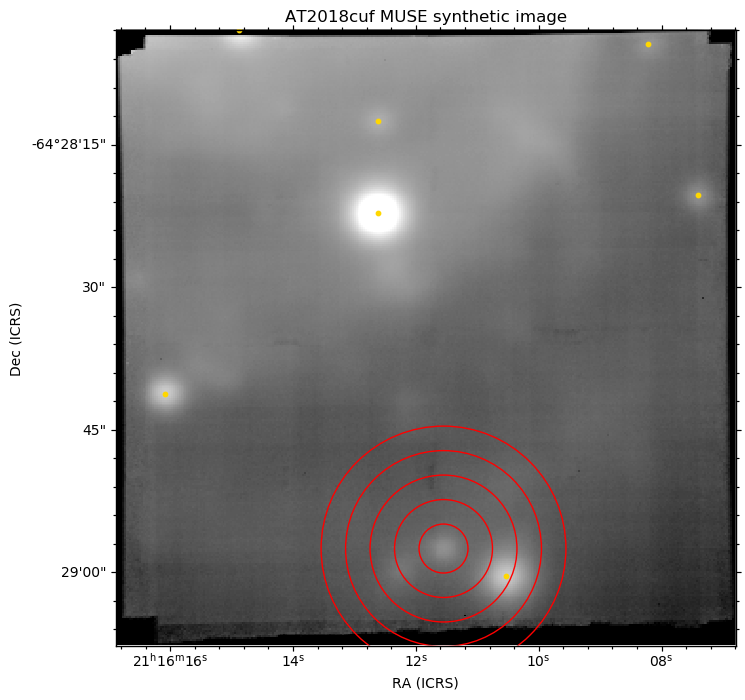 AT2018cuf MUSE synthetic image
-64°28'15"
30"
45"
29'00"
Dec (ICRS)
21ʰ16ᵐ16ˢ
14ˢ
12ˢ
10ˢ
08ˢ
RA (ICRS)